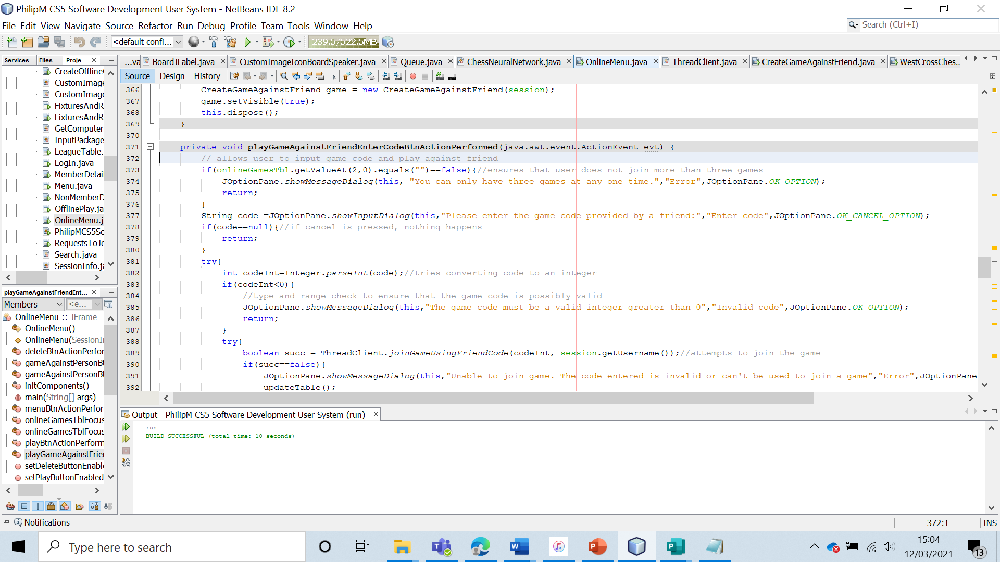 PhilipM CS5 Software Development User System - NetBeans IDE 8.2
File Edit View Navigate Source Refactor Run Debug Profile Team Tools Window Help
Search (Ctrl+I)
<default confi...
239.5/522.5MB
Services Files Proje...
...va BoardJLabel.java CustomImageIconBoardSpeaker.java Queue.java ChessNeuralNetwork.java OnlineMenu.java ThreadClient.java CreateGameAgainstFriend.java WestCrossChes...
Source Design History
CreateOffline
CustomImage
CustomImage
FixturesAndR
FixturesAndR
GetComputer
InputPackage
LeagueTable.
LogIn.java
MemberDetai
Menu.java
NonMemberD
OfflinePlay.ja
OnlineMenu.j
PhilipMCS5So
RequestsToJo
Search.java
SessionInfo.ja
playGameAgainstFriendEnt...
Members <e...
OnlineMenu :: JFrame
OnlineMenu()
OnlineMenu(SessionI
deleteBtnActionPerfor
gameAgainstPersonBt
gameAgainstPersonBt
initComponents()
main(String[] args)
menuBtnActionPerfor
onlineGamesTblFocus
onlineGamesTblFocus
playBtnActionPerform
playGameAgainstFrien
setDeleteButtonEnabl
setPlayButtonEnabled
366 CreateGameAgainstFriend game = new CreateGameAgainstFriend(session);
367 game.setVisible(true);
368 this.dispose();
369 }
370
371 private void playGameAgainstFriendEnterCodeBtnActionPerformed(java.awt.event.ActionEvent evt) {
372 // allows user to input game code and play against friend
373 if(onlineGamesTbl.getValueAt(2,0).equals("")==false){//ensures that user does not join more than three games
374 JOptionPane.showMessageDialog(this, "You can only have three games at any one time.","Error",JOptionPane.OK_OPTION);
375 return;
376 }
377 String code =JOptionPane.showInputDialog(this,"Please enter the game code provided by a friend:","Enter code",JOptionPane.OK_CANCEL_OPTION);
378 if(code==null){//if cancel is pressed, nothing happens
379 return;
380 }
381 try{
382 int codeInt=Integer.parseInt(code);//tries converting code to an integer
383 if(codeInt<0){
384 //type and range check to ensure that the game code is possibly valid
385 JOptionPane.showMessageDialog(this,"The game code must be a valid integer greater than 0","Invalid code",JOptionPane.OK_OPTION);
386 return;
387 }
388 try{
389 boolean succ = ThreadClient.joinGameUsingFriendCode(codeInt, session.getUsername());//attempts to join the game
390 if(succ==false){
391 JOptionPane.showMessageDialog(this,"Unable to join game. The code entered is invalid or can't be used to join a game","Error",JOptionPane
392 updateTable();
Output - PhilipM CS5 Software Development User System (run)
run:
BUILD SUCCESSFUL (total time: 10 seconds)
Notifications
372:1 INS
Type here to search
15:04
12/03/2021
13